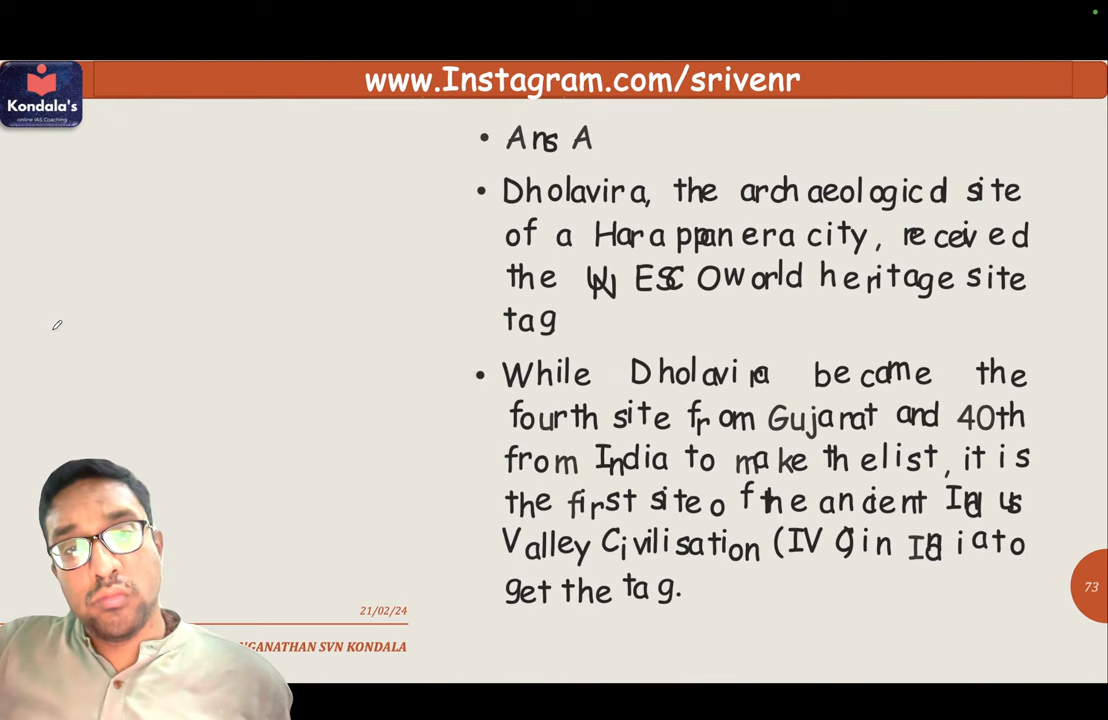 www.Instagram.com/srivenr
Kondala's
online IAS Coaching
• Ans A
• Dholavira, the archaeological site
of a Harappan era city, received
the UNESCO world heritage site
tag
• While Dholavira became the
fourth site from Gujarat and 40th
from India to make the list, it is
the first site of the ancient Indus
Valley Civilisation (IVC) in India to
get the tag.
73
21/02/24
NGANATHAN SVN KONDALA